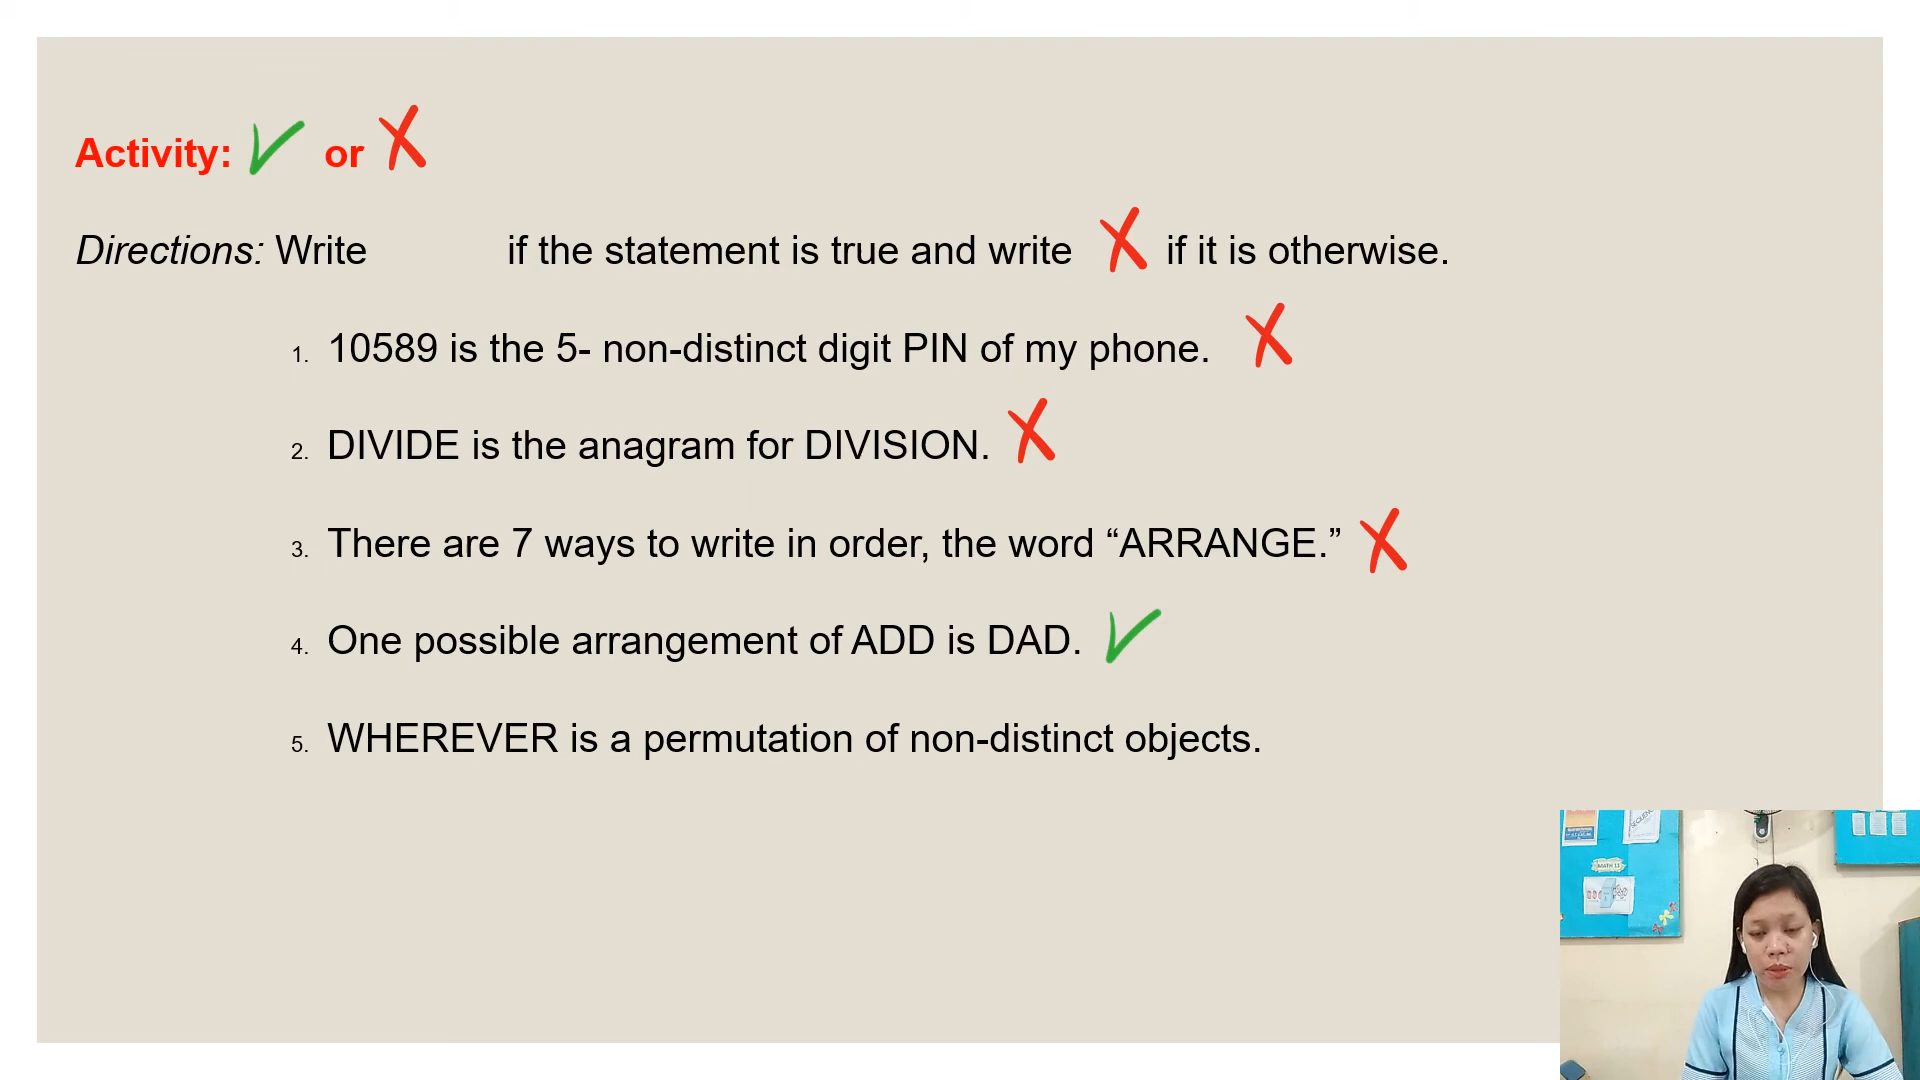 Activity: ✓ or ✗
Directions: Write if the statement is true and write ✗ if it is otherwise.
1. 10589 is the 5- non-distinct digit PIN of my phone. ✗
2. DIVIDE is the anagram for DIVISION. ✗
3. There are 7 ways to write in order, the word “ARRANGE.” ✗
4. One possible arrangement of ADD is DAD. ✓
5. WHEREVER is a permutation of non-distinct objects.
MATH 11